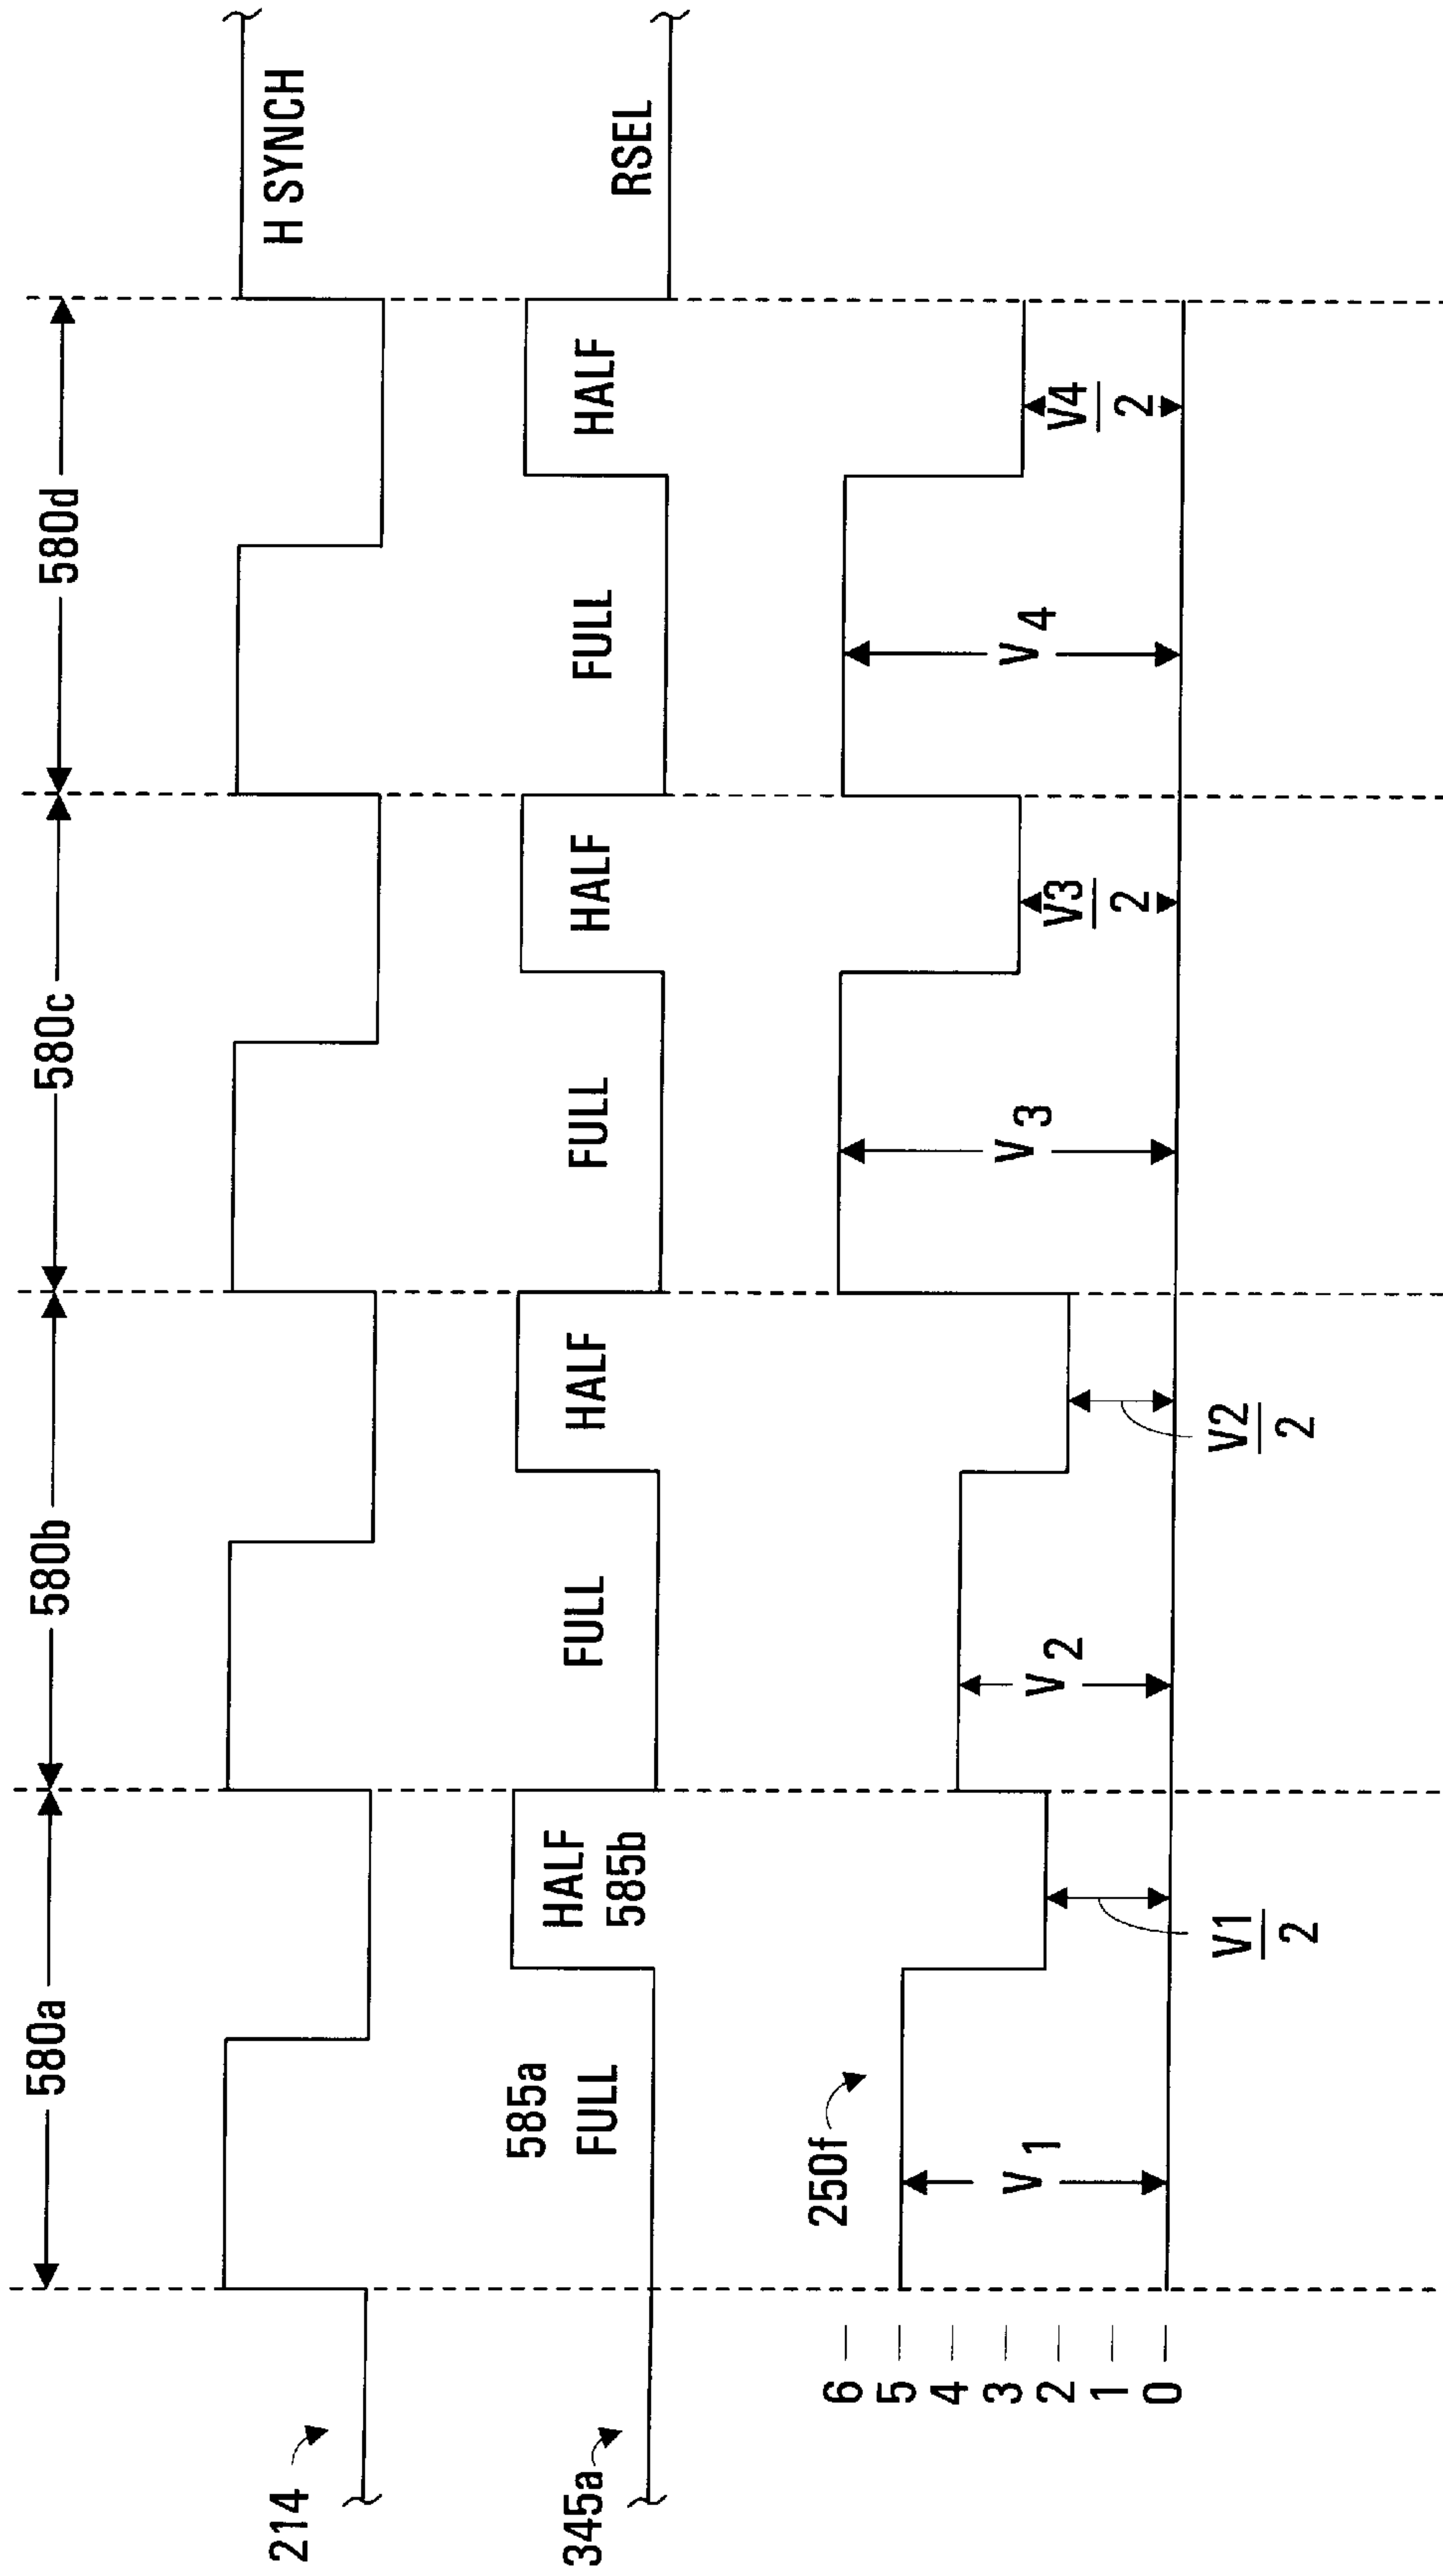 580a
580b
580c
580d
214
H SYNCH
345a
585a
FULL
HALF
585b
FULL
HALF
FULL
HALF
FULL
HALF
RSEL
250f
6
5
4
3
2
1
0
V1
V1
2
V2
V2
2
V3
V3
2
V4
V4
2